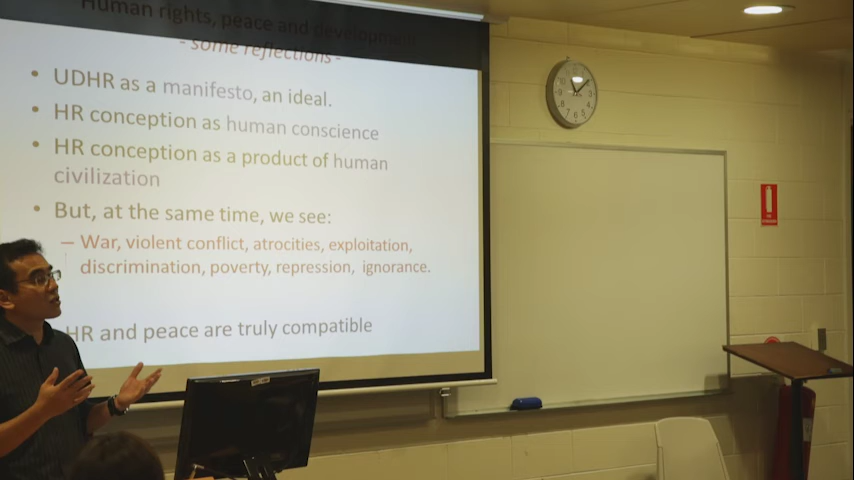 Human rights, peace and development
- some reflections -
• UDHR as a manifesto, an ideal.
• HR conception as human conscience
• HR conception as a product of human
civilization
• But, at the same time, we see:
– War, violent conflict, atrocities, exploitation,
discrimination, poverty, repression, ignorance.
HR and peace are truly compatible